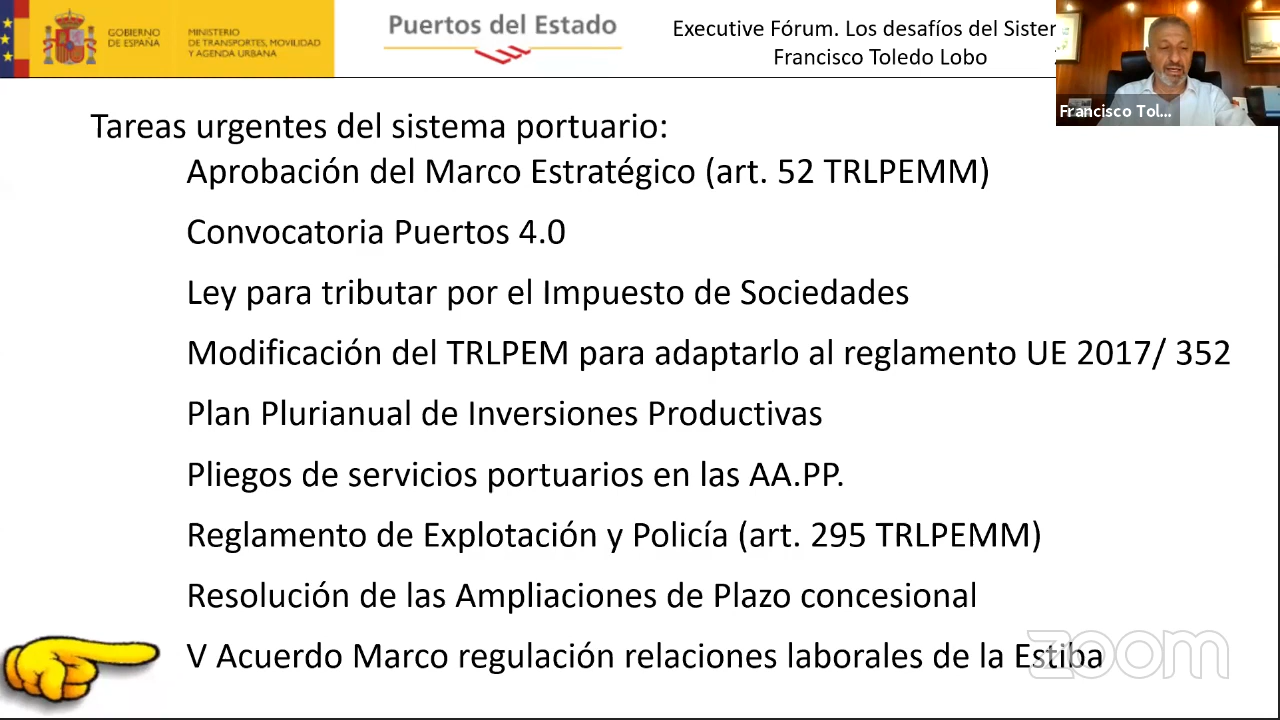 GOBIERNO
DE ESPAÑA
MINISTERIO
DE TRANSPORTES, MOVILIDAD
Y AGENDA URBANA
Puertos del Estado
Executive Fórum. Los desafíos del Sister
Francisco Toledo Lobo
Francisco Tol...
Tareas urgentes del sistema portuario:
Aprobación del Marco Estratégico (art. 52 TRLPEMM)
Convocatoria Puertos 4.0
Ley para tributar por el Impuesto de Sociedades
Modificación del TRLPEM para adaptarlo al reglamento UE 2017/ 352
Plan Plurianual de Inversiones Productivas
Pliegos de servicios portuarios en las AA.PP.
Reglamento de Explotación y Policía (art. 295 TRLPEMM)
Resolución de las Ampliaciones de Plazo concesional
V Acuerdo Marco regulación relaciones laborales de la Estiba
zoom